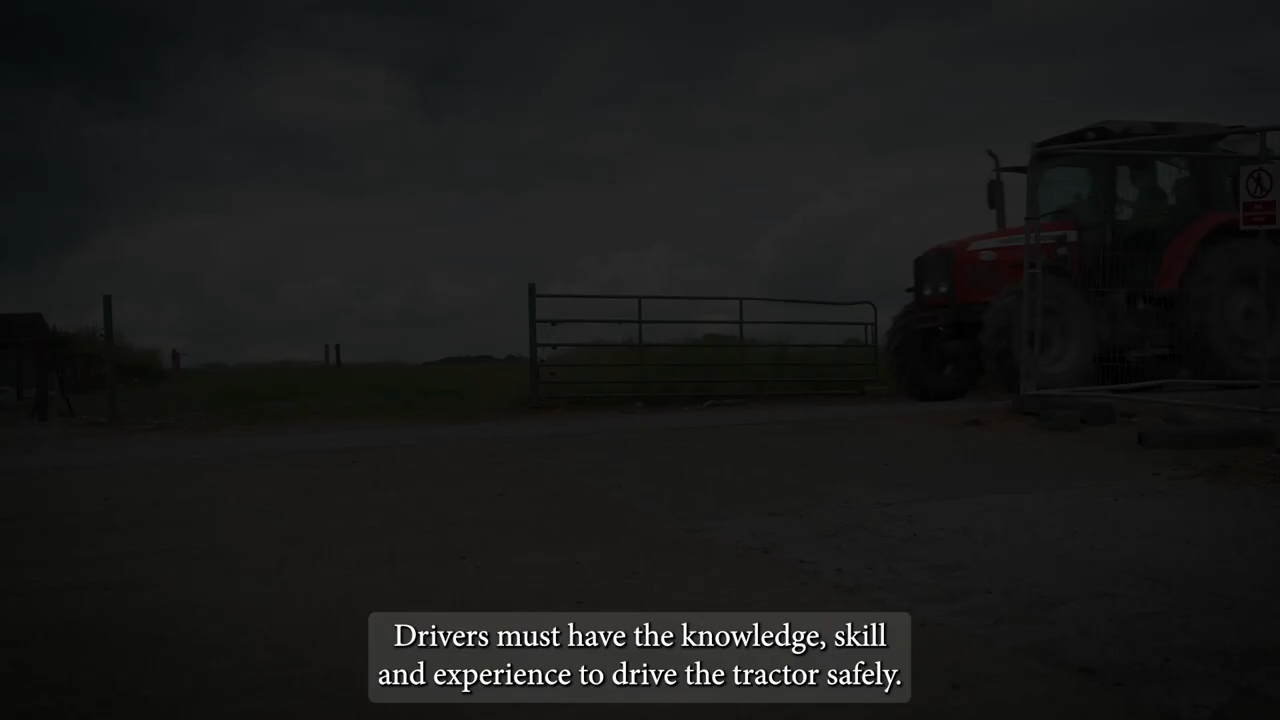 Drivers must have the knowledge, skill
and experience to drive the tractor safely.